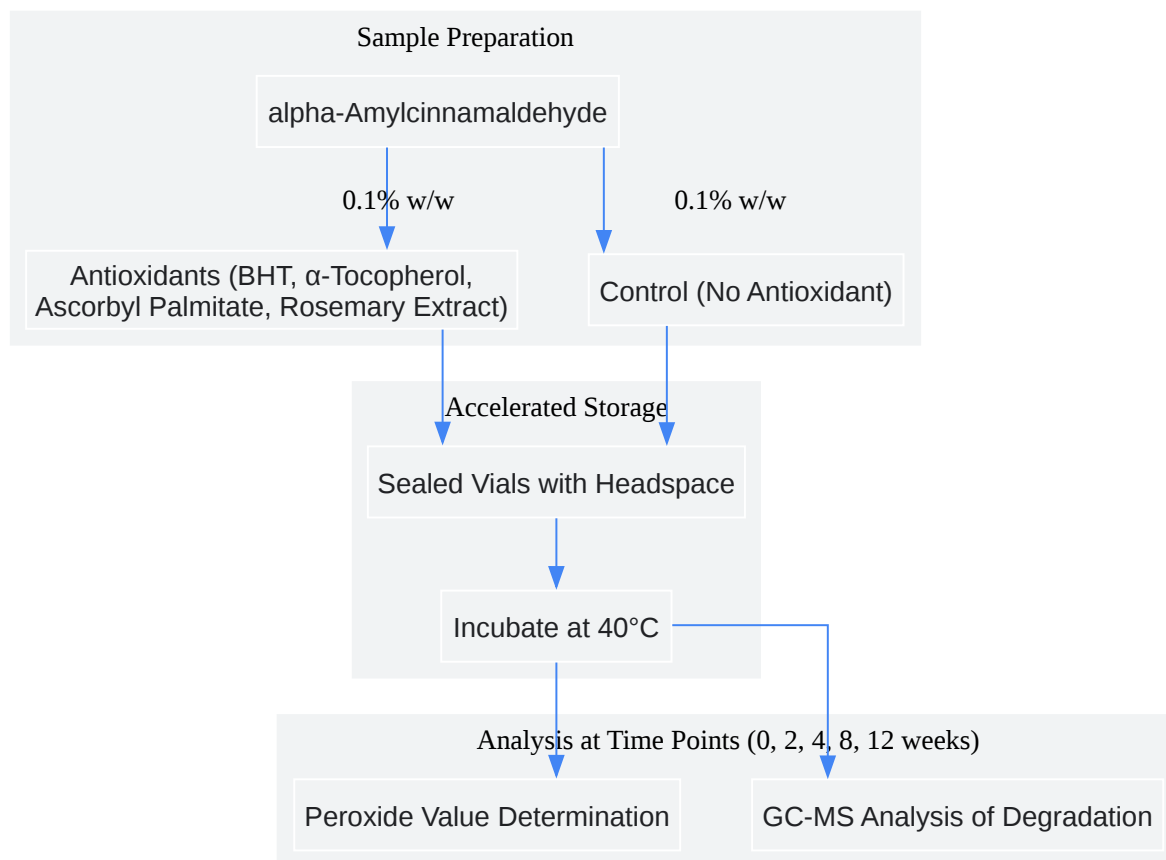 Sample Preparation
alpha-Amylcinnamaldehyde
0.1% w/w
0.1% w/w
Antioxidants (BHT, α-Tocopherol,
Ascorbyl Palmitate, Rosemary Extract)
Control (No Antioxidant)
Accelerated Storage
Sealed Vials with Headspace
Incubate at 40°C
Analysis at Time Points (0, 2, 4, 8, 12 weeks)
Peroxide Value Determination
GC-MS Analysis of Degradation